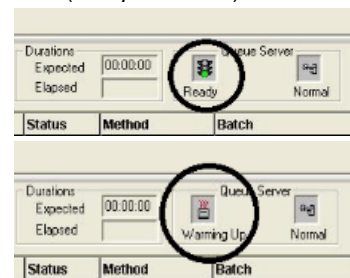 Durations
Queue Server
Expected 00:00:00
Elapsed
Ready Normal
Status Method Batch
Durations
Queue Server
Expected 00:00:00
Elapsed
Warming Up Normal
Status Method Batch